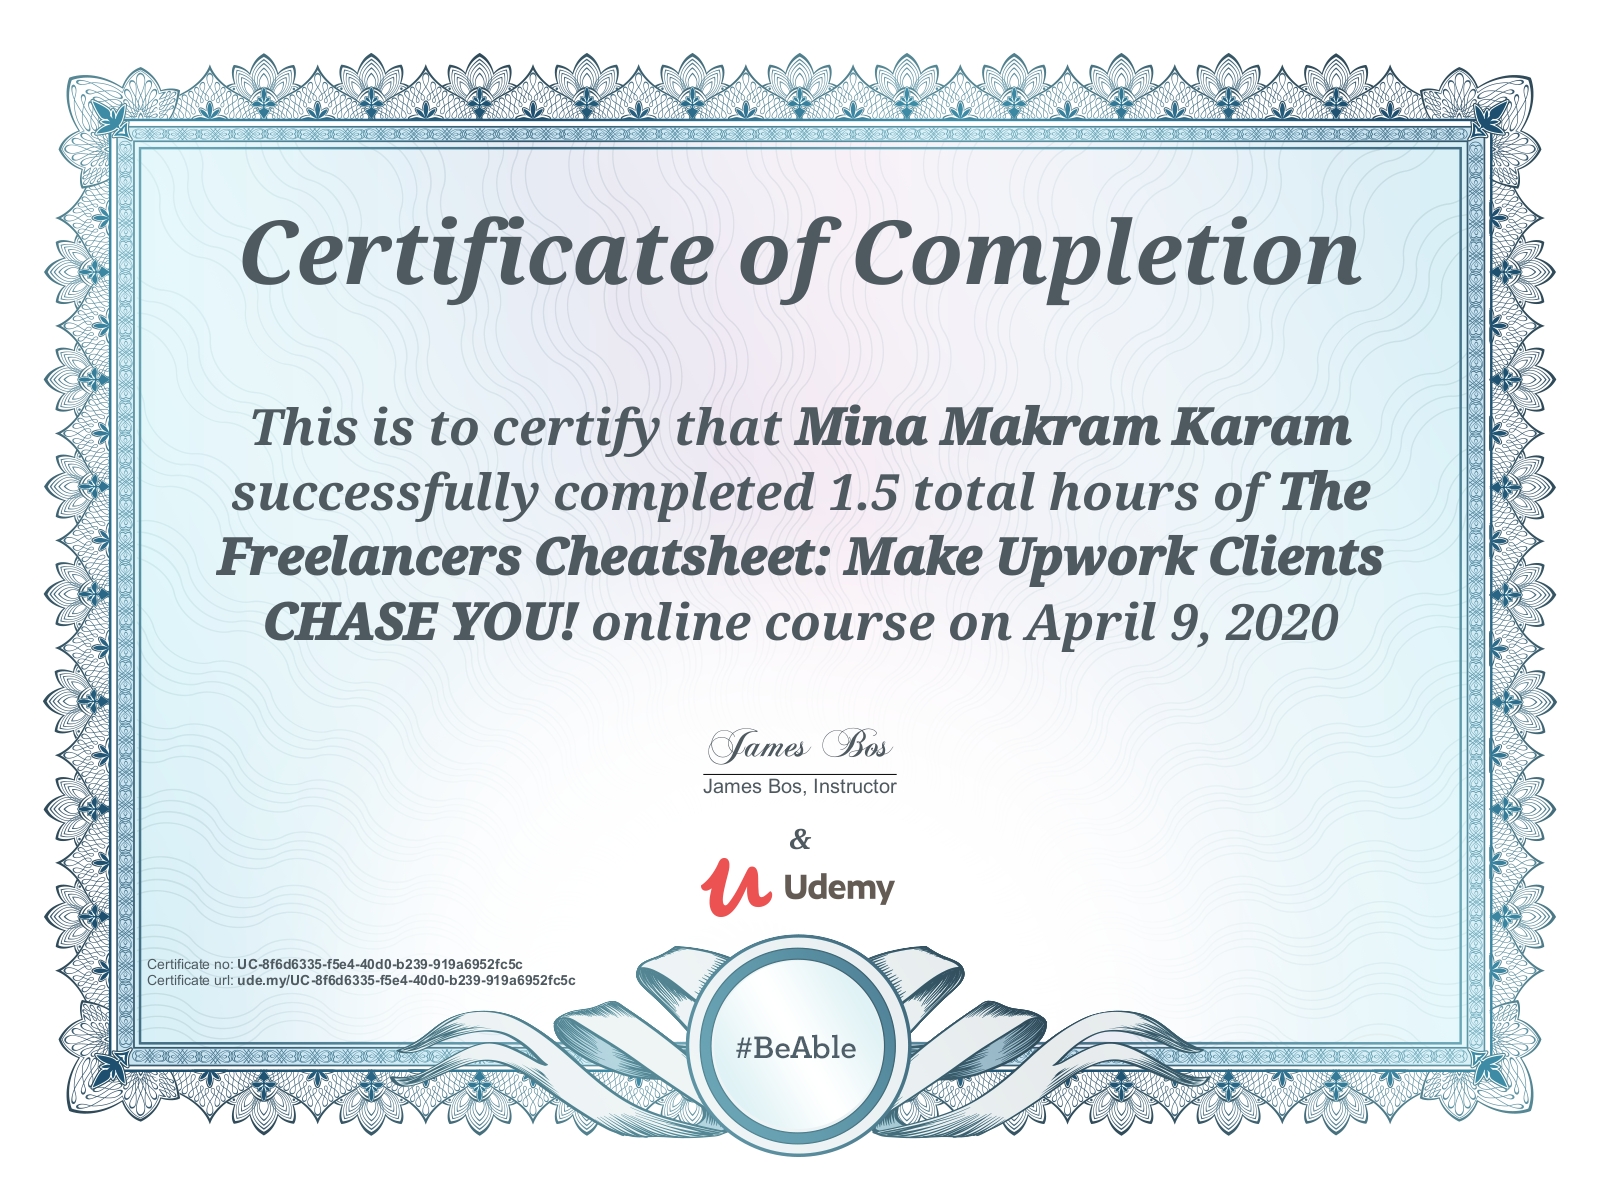 Certificate of Completion
This is to certify that Mina Makram Karam
successfully completed 1.5 total hours of The
Freelancers Cheatsheet: Make Upwork Clients
CHASE YOU! online course on April 9, 2020
James Bos
James Bos, Instructor
&
Udemy
Certificate no: UC-8f6d6335-f5e4-40d0-b239-919a6952fc5c
Certificate url: ude.my/UC-8f6d6335-f5e4-40d0-b239-919a6952fc5c
#BeAble